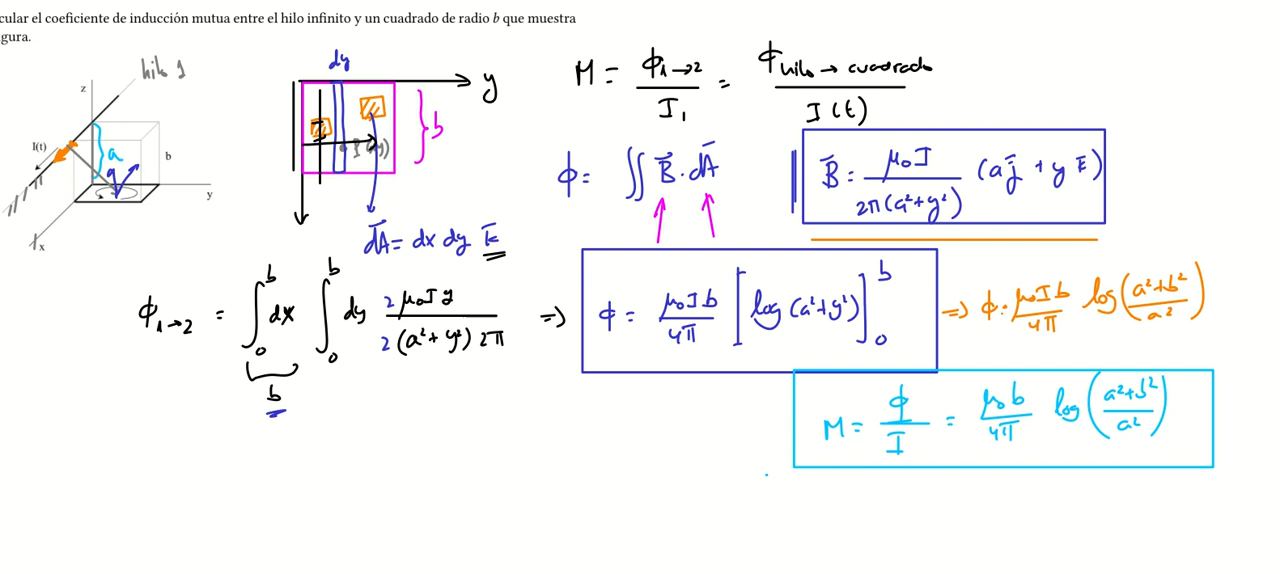 cular el coeficiente de inducción mutua entre el hilo infinito y un cuadrado de radio b que muestra
gura.
hilo 1
z
I(t)
a
b
y
x
dy
y
b
dA = dx dy k
M = ϕ₁→₂ / I₁ = ϕ hilo → cuadrado / I(t)
ϕ = ∬ B · dA
B = μ₀I / 2π(a²+y²) (a j + y k)
ϕ₁→₂ = ∫₀ᵇ dx ∫₀ᵇ dy 2 μ₀ I y / 2 (a² + y²) 2π
b
=> ϕ = μ₀ I b / 4π [log (a²+y²)]₀ᵇ
=> ϕ = μ₀ I b / 4π log (a²+b² / a²)
M = ϕ / I = μ₀ b / 4π log (a²+b² / a²)